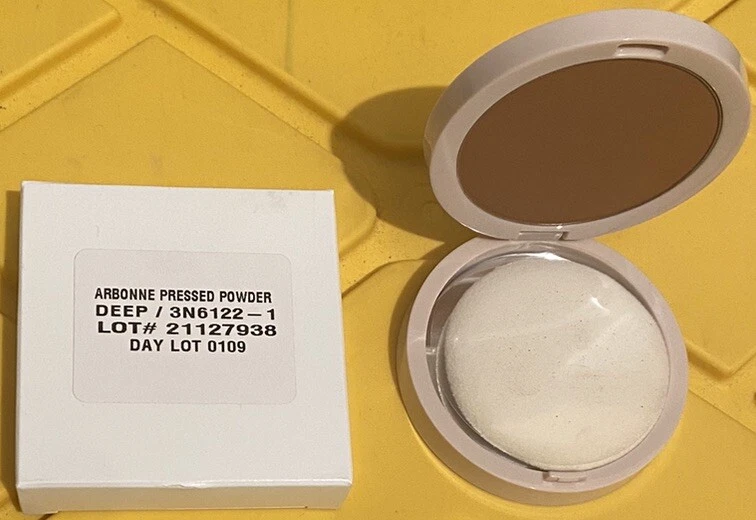 ARBONNE PRESSED POWDER
DEEP / 3N6122-1
LOT# 21127938
DAY LOT 0109